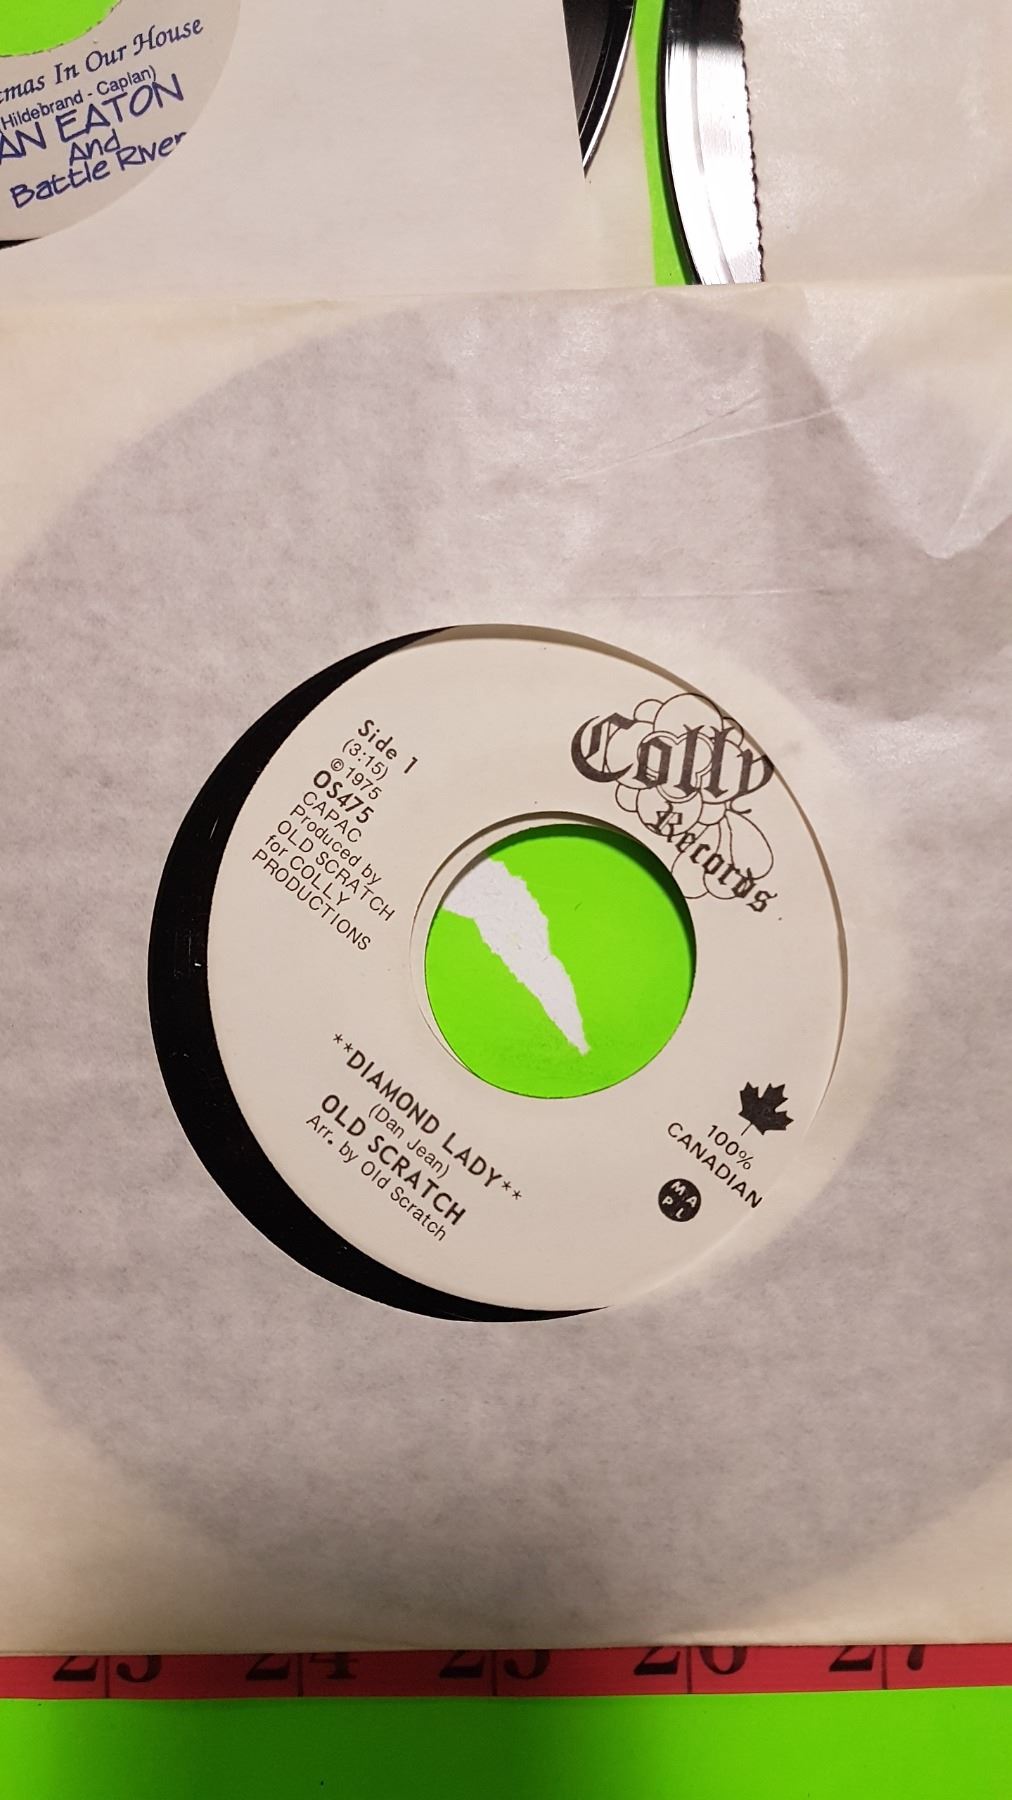 mas In Our House
(Hildebrand - Caplan)
AN EATON
And
Battle River
Colly
Records
Side 1
(3:15)
© 1975
OS475
CAPAC
Produced by
OLD SCRATCH
for COLLY
PRODUCTIONS
**DIAMOND LADY**
(Dan Jean)
OLD SCRATCH
Arr. by Old Scratch
100%
CANADIAN
MA
PL
23 24 25 26 27